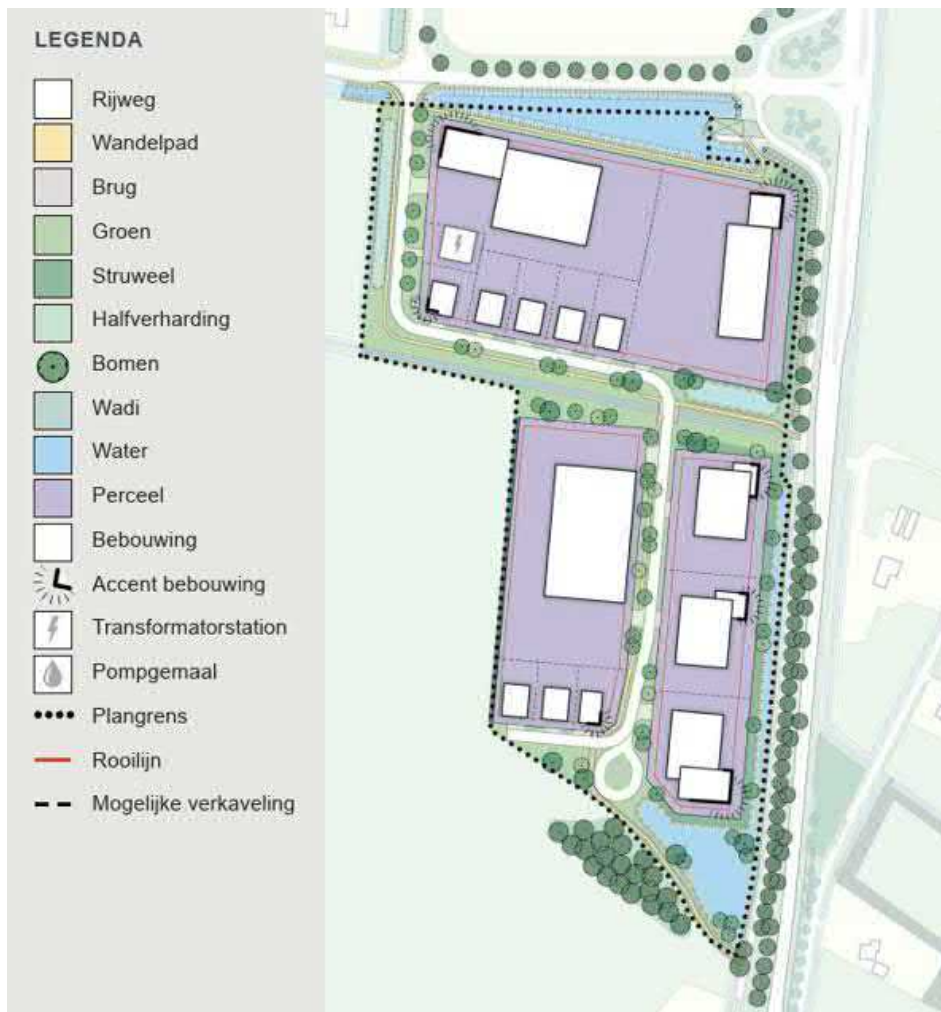 LEGENDA
Rijweg
Wandelpad
Brug
Groen
Struweel
Halfverharding
Bomen
Wadi
Water
Perceel
Bebouwing
Accent bebouwing
Transformatorstation
Pompgemaal
Plangrens
Rooilijn
Mogelijke verkaveling